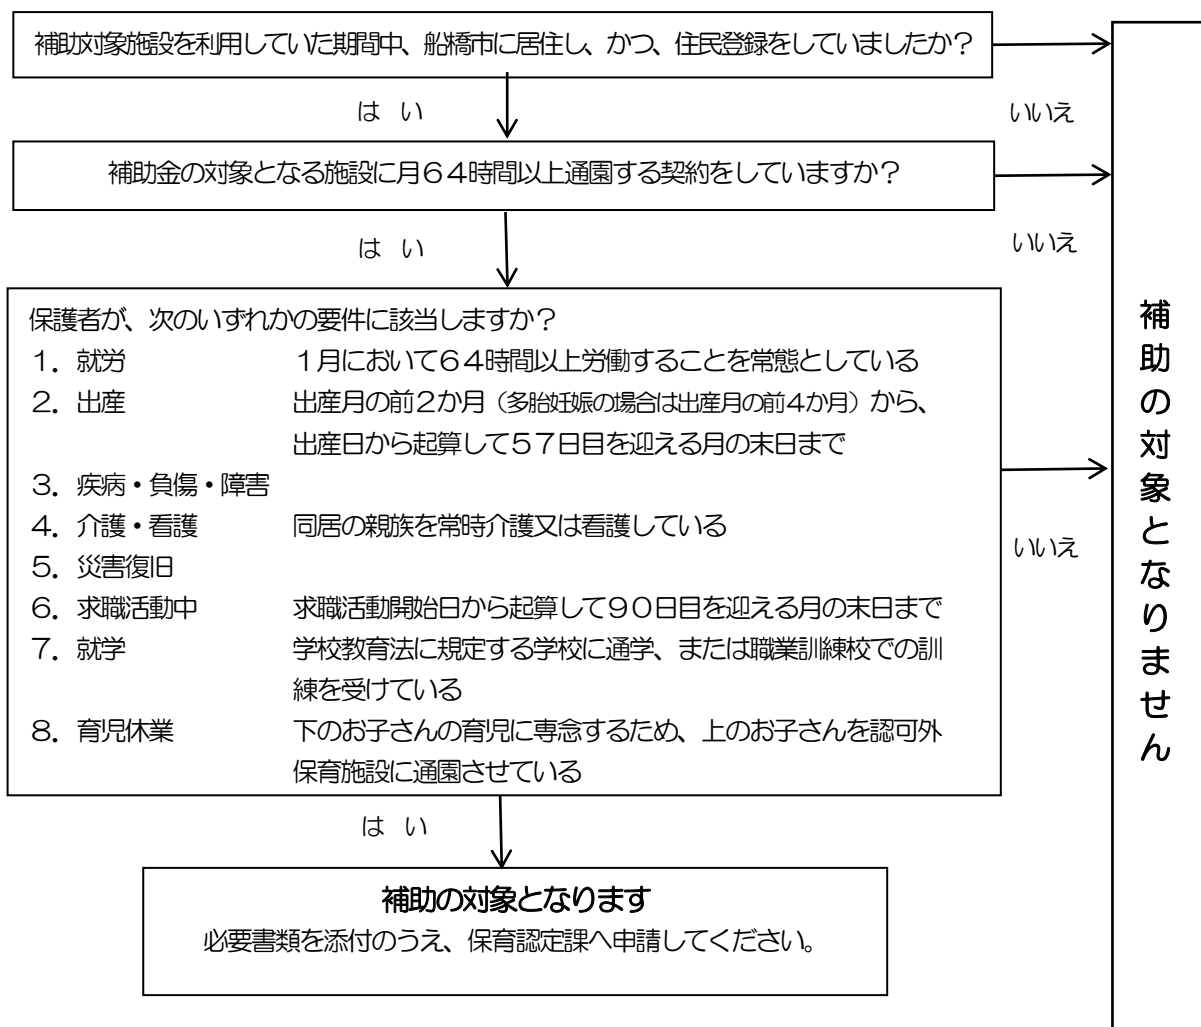 補助対象施設を利用していた期間中、船橋市に居住し、かつ、住民登録をしていましたか？
はい
いいえ
補助金の対象となる施設に月６４時間以上通園する契約をしていますか？
はい
いいえ
保護者が、次のいずれかの要件に該当しますか？
１．就労 １月において６４時間以上労働することを常態としている
２．出産 出産月の前２か月（多胎妊娠の場合は出産月の前４か月）から、
出産日から起算して５７日目を迎える月の末日まで
３．疾病・負傷・障害
４．介護・看護 同居の親族を常時介護又は看護している
５．災害復旧
６．求職活動中 求職活動開始日から起算して９０日目を迎える月の末日まで
７．就学 学校教育法に規定する学校に通学、または職業訓練校での訓
練を受けている
８．育児休業 下のお子さんの育児に専念するため、上のお子さんを認可外
保育施設に通園させている
いいえ
はい
補助の対象となります
必要書類を添付のうえ、保育認定課へ申請してください。
補助の対象となりません